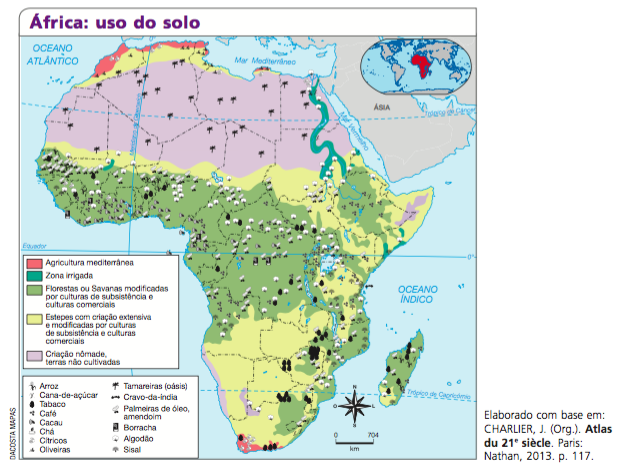 África: uso do solo
OCEANO
ATLÂNTICO
Mar Mediterrâneo
ÁSIA
Trópico de Câncer
Mar Vermelho
Equador
0°
OCEANO
ÍNDICO
Trópico de Capricórnio
Agricultura mediterrânea
Zona irrigada
Florestas ou Savanas modificadas
por culturas de subsistência e
culturas comerciais
Estepes com criação extensiva
e modificadas por culturas
de subsistência e culturas
comerciais
Criação nômade,
terras não cultivadas
Arroz
Cana-de-açúcar
Tabaco
Café
Cacau
Chá
Cítricos
Oliveiras
Tamareiras (oásis)
Cravo-da-índia
Palmeiras de óleo,
amendoim
Borracha
Algodão
Sisal
N
O
L
S
0 704
km
DACOSTA MAPAS
Elaborado com base em:
CHARLIER, J. (Org.). Atlas
du 21e siècle. Paris:
Nathan, 2013. p. 117.